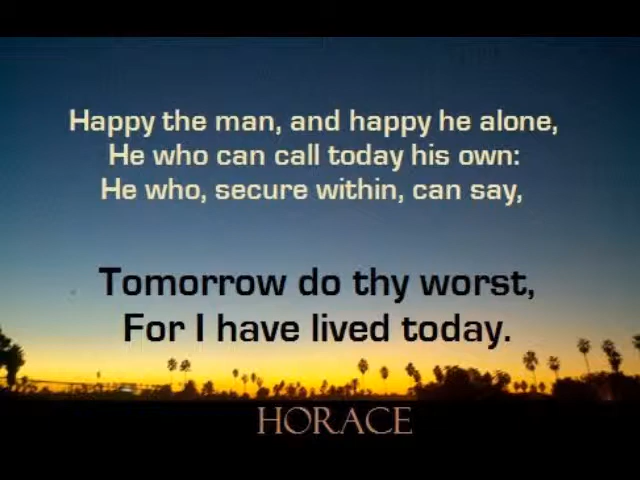 Happy the man, and happy he alone,
He who can call today his own:
He who, secure within, can say,
Tomorrow do thy worst,
For I have lived today.
HORACE